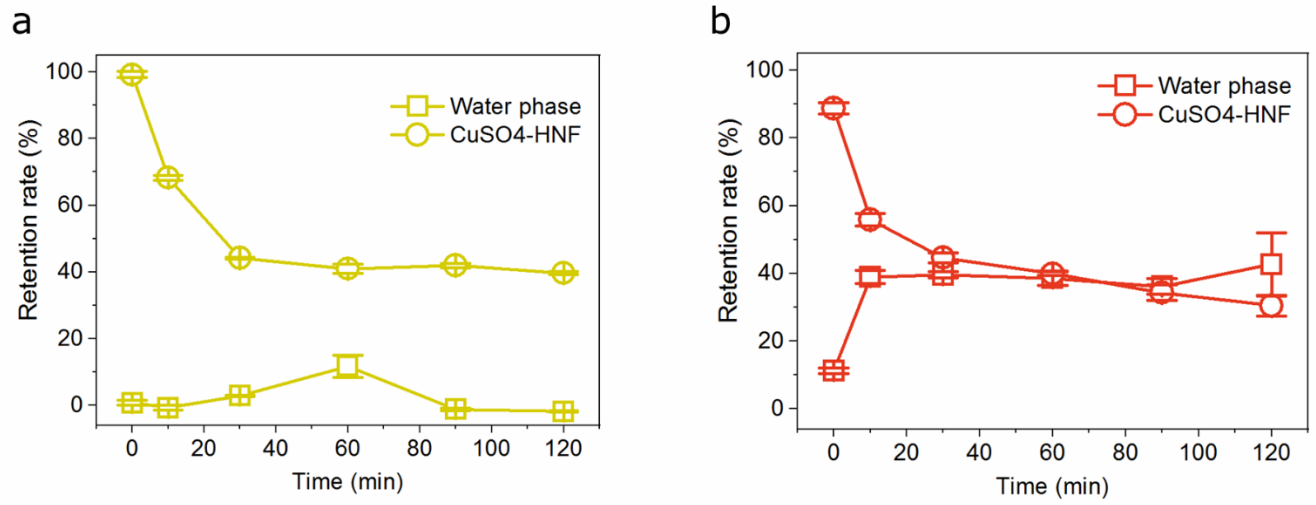 a
Retention rate (%)
100
80
60
40
20
0
Water phase
CuSO4-HNF
0 20 40 60 80 100 120
Time (min)
b
Retention rate (%)
100
80
60
40
20
0
Water phase
CuSO4-HNF
0 20 40 60 80 100 120
Time (min)